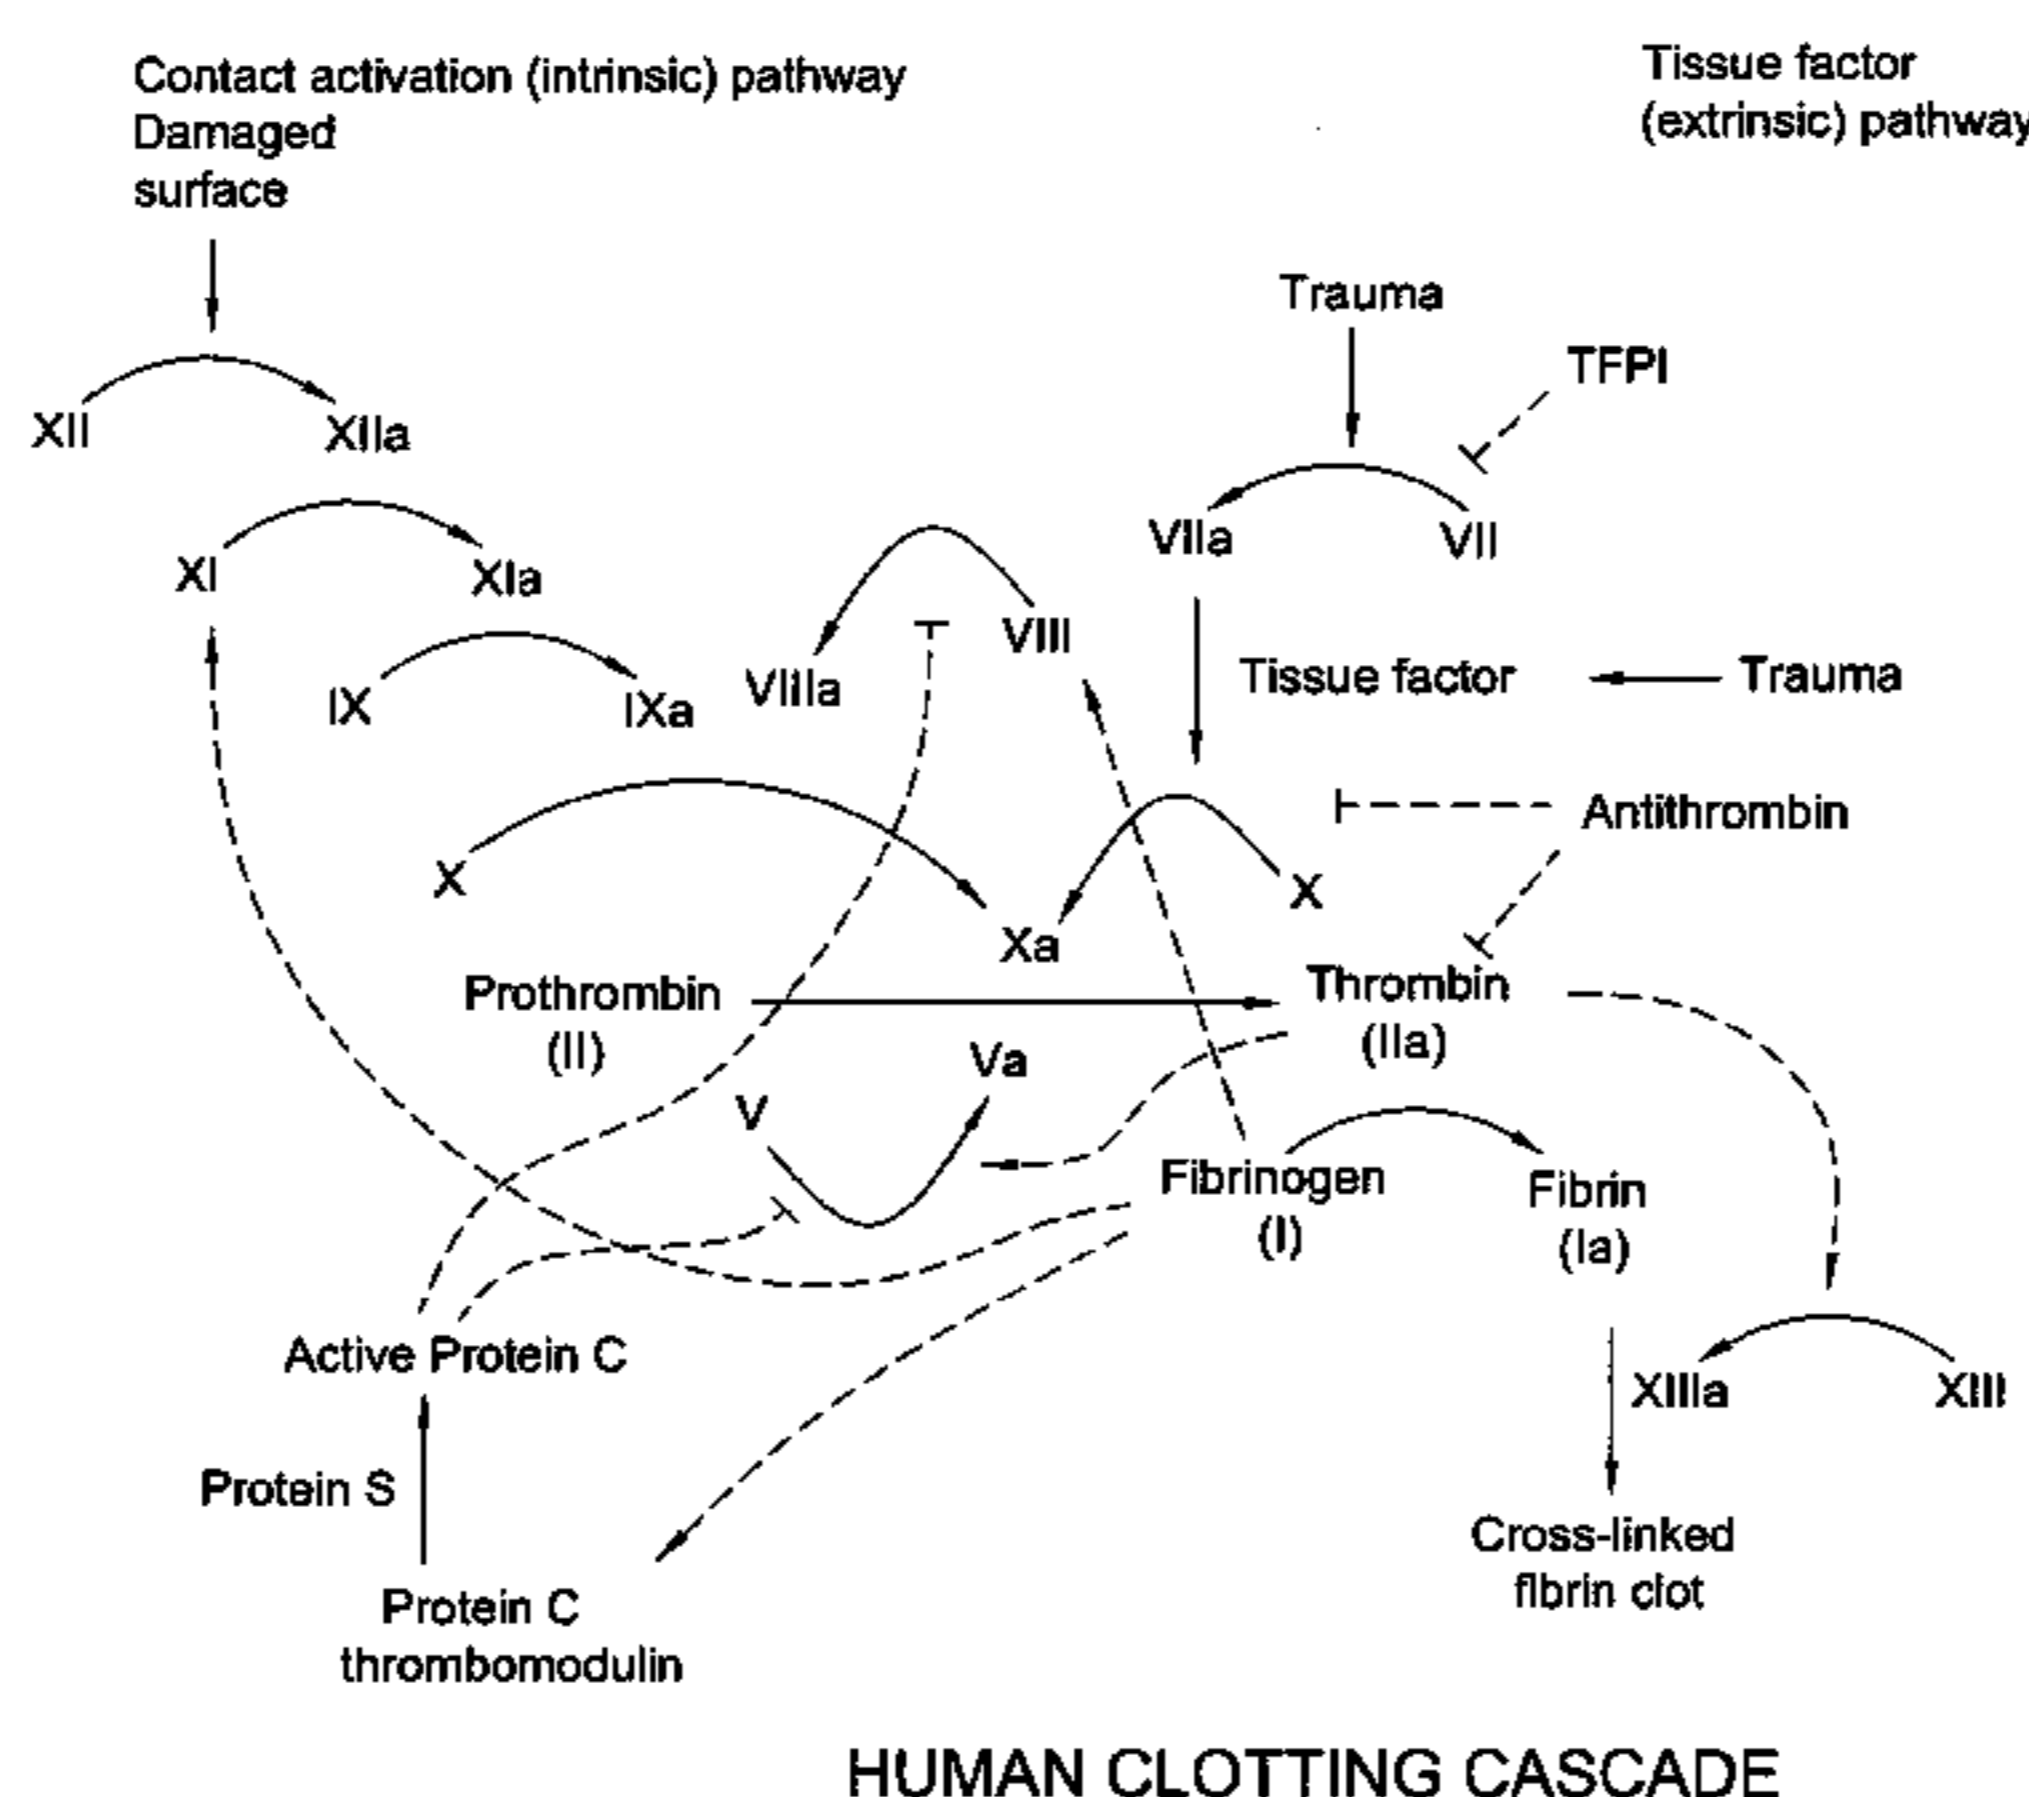 Contact activation (intrinsic) pathway
Damaged
surface
Tissue factor
(extrinsic) pathway
Trauma
TFPI
XII
XIIa
VIIa
VII
XI
XIa
VIII
VIIIa
IX
IXa
Tissue factor
Trauma
Antithrombin
X
X
Xa
Prothrombin
(II)
Thrombin
(IIa)
Va
V
Fibrinogen
(I)
Fibrin
(Ia)
Active Protein C
XIIIa
XIII
Protein S
Cross-linked
fibrin clot
Protein C
thrombomodulin
HUMAN CLOTTING CASCADE